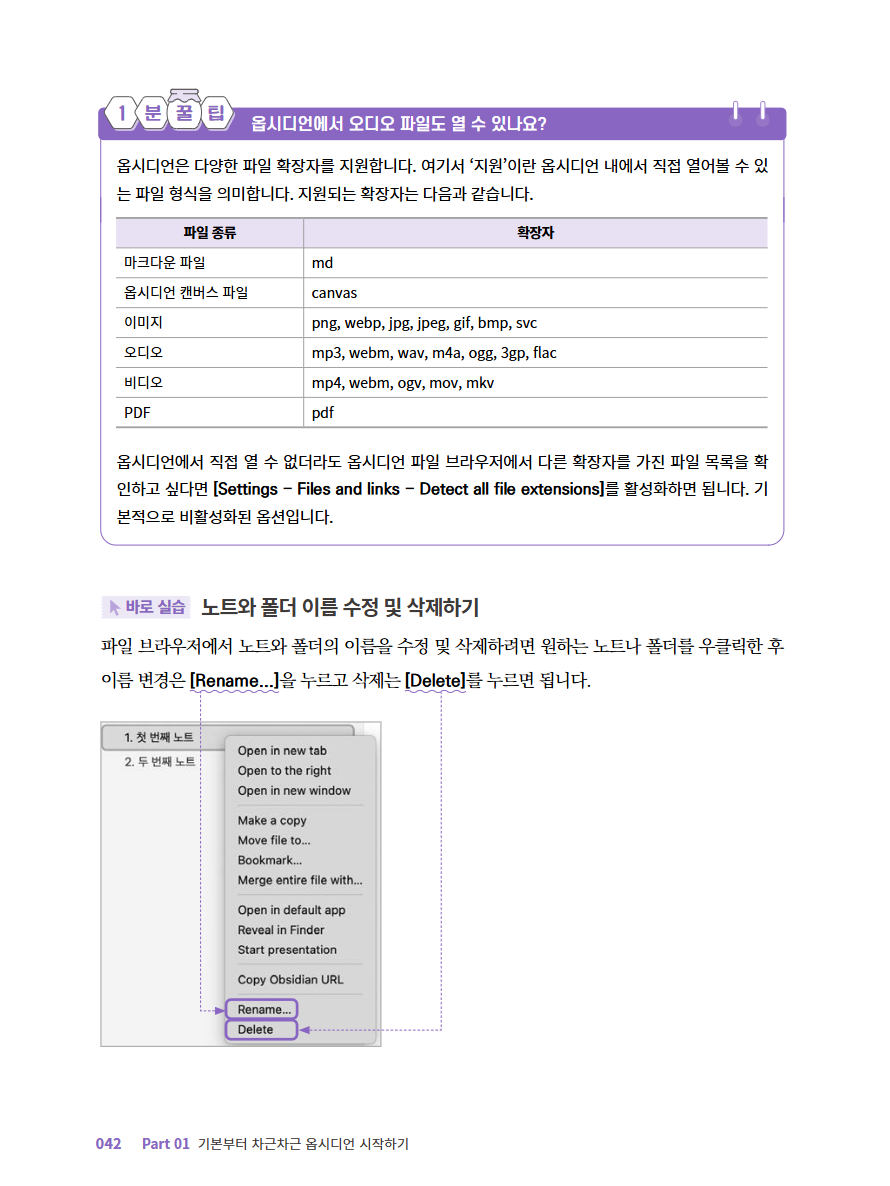 1분꿀팁 옵시디언에서 오디오 파일도 열 수 있나요?
옵시디언은 다양한 파일 확장자를 지원합니다. 여기서 ‘지원’이란 옵시디언 내에서 직접 열어볼 수 있
는 파일 형식을 의미합니다. 지원되는 확장자는 다음과 같습니다.
파일 종류 확장자
마크다운 파일 md
옵시디언 캔버스 파일 canvas
이미지 png, webp, jpg, jpeg, gif, bmp, svc
오디오 mp3, webm, wav, m4a, ogg, 3gp, flac
비디오 mp4, webm, ogv, mov, mkv
PDF pdf
옵시디언에서 직접 열 수 없더라도 옵시디언 파일 브라우저에서 다른 확장자를 가진 파일 목록을 확
인하고 싶다면 [Settings – Files and links – Detect all file extensions]를 활성화하면 됩니다. 기
본적으로 비활성화된 옵션입니다.
바로 실습 노트와 폴더 이름 수정 및 삭제하기
파일 브라우저에서 노트와 폴더의 이름을 수정 및 삭제하려면 원하는 노트나 폴더를 우클릭한 후
이름 변경은 [Rename...]을 누르고 삭제는 [Delete]를 누르면 됩니다.
1. 첫 번째 노트
2. 두 번째 노트
Open in new tab
Open to the right
Open in new window
Make a copy
Move file to...
Bookmark...
Merge entire file with...
Open in default app
Reveal in Finder
Start presentation
Copy Obsidian URL
Rename...
Delete
042 Part 01 기본부터 차근차근 옵시디언 시작하기